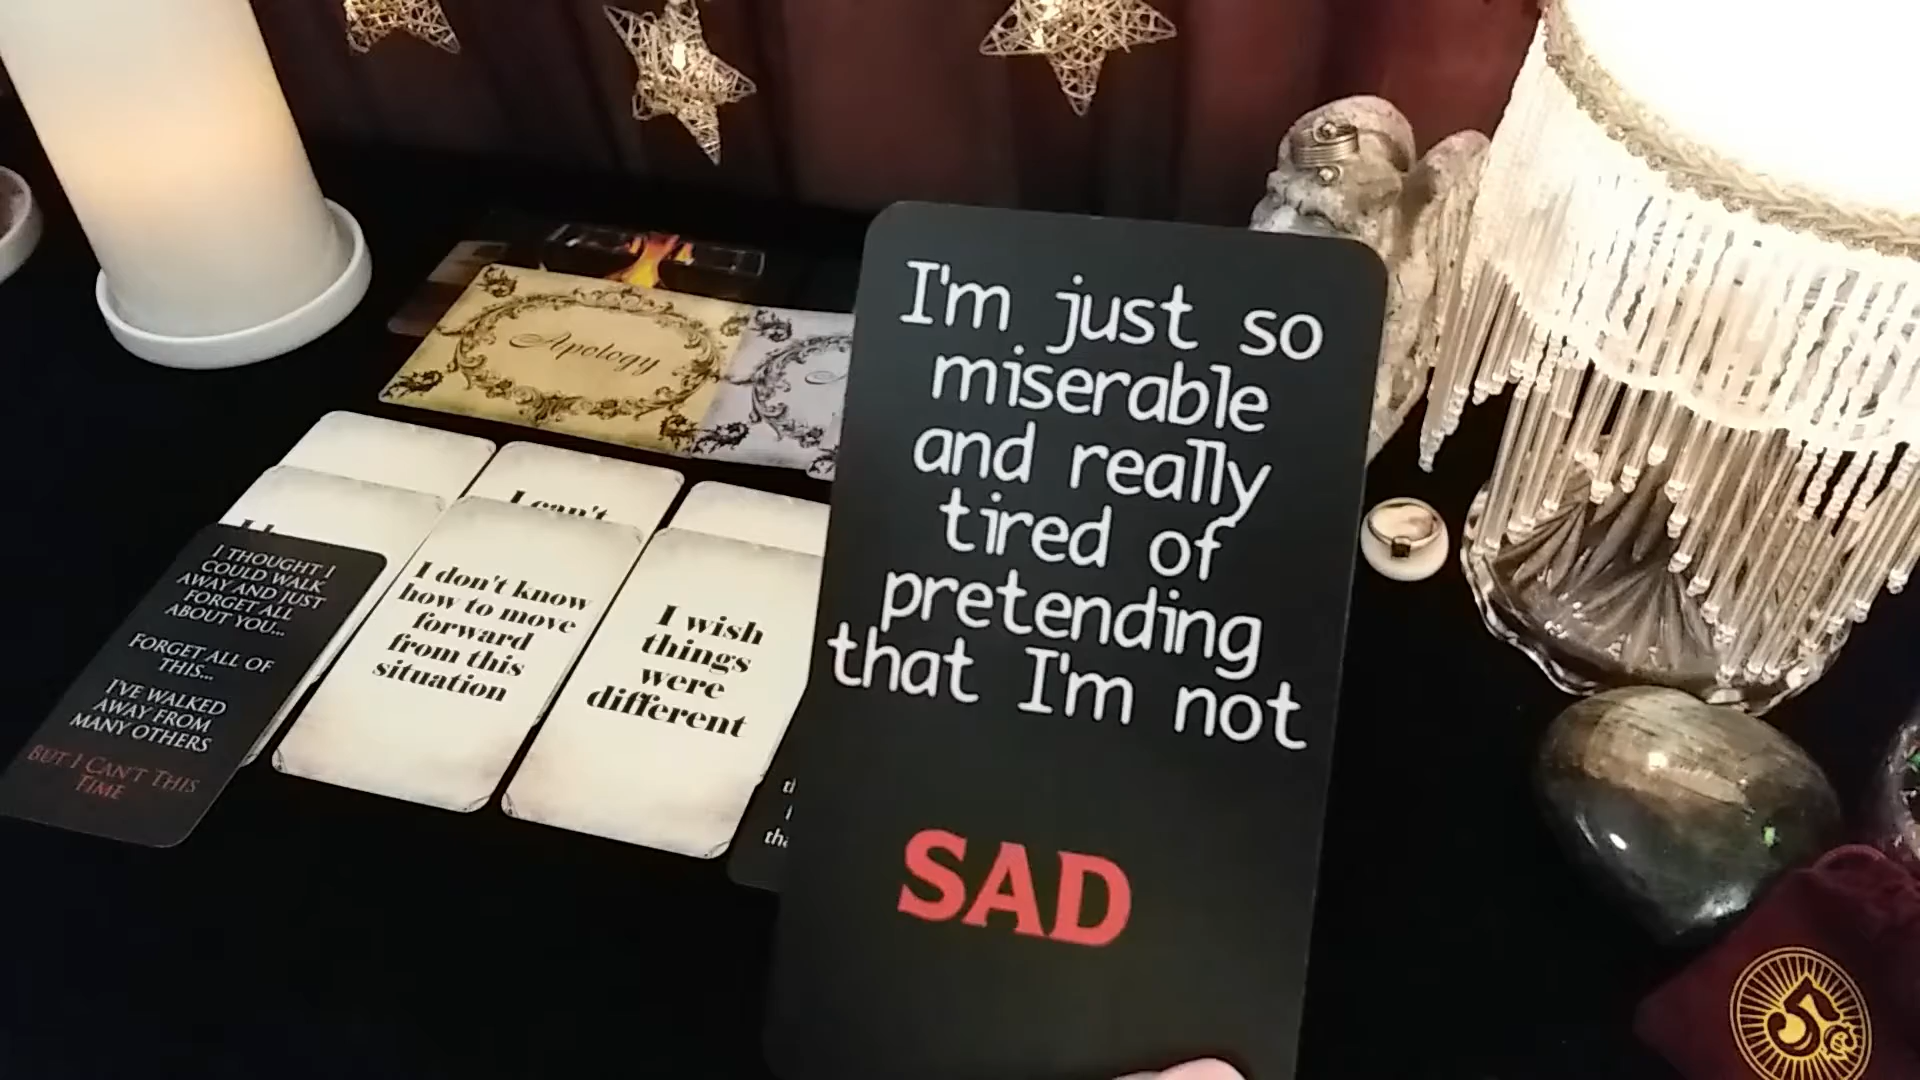 Apology
I can't
I THOUGHT I
COULD WALK
AWAY AND JUST
FORGET ALL
ABOUT YOU...
FORGET ALL OF
THIS...
I'VE WALKED
AWAY FROM
MANY OTHERS
BUT I CAN'T THIS
TIME
I don't know
how to move
forward
from this
situation
I wish
things
were
different
I'm just so
miserable
and really
tired of
pretending
that I'm not
SAD